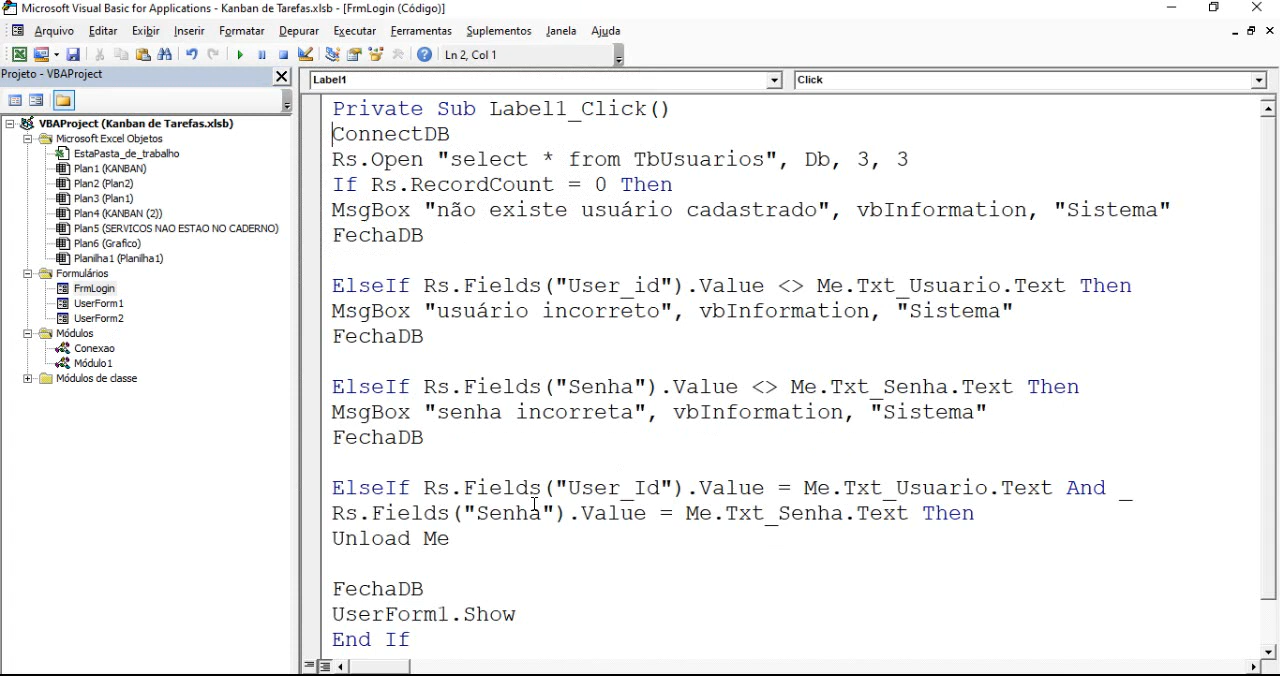 Microsoft Visual Basic for Applications - Kanban de Tarefas.xlsb - [FrmLogin (Código)]
Arquivo Editar Exibir Inserir Formatar Depurar Executar Ferramentas Suplementos Janela Ajuda
Ln 2, Col 1
Projeto - VBAProject
VBAProject (Kanban de Tarefas.xlsb)
Microsoft Excel Objetos
EstaPasta_de_trabalho
Plan1 (KANBAN)
Plan2 (Plan2)
Plan3 (Plan1)
Plan4 (KANBAN (2))
Plan5 (SERVICOS NAO ESTAO NO CADERNO)
Plan6 (Grafico)
Planilha1 (Planilha1)
Formulários
FrmLogin
UserForm1
UserForm2
Módulos
Conexao
Módulo1
Módulos de classe
Label1
Click
Private Sub Label1_Click()
ConnectDB
Rs.Open "select * from TbUsuarios", Db, 3, 3
If Rs.RecordCount = 0 Then
MsgBox "não existe usuário cadastrado", vbInformation, "Sistema"
FechaDB
ElseIf Rs.Fields("User_id").Value <> Me.Txt_Usuario.Text Then
MsgBox "usuário incorreto", vbInformation, "Sistema"
FechaDB
ElseIf Rs.Fields("Senha").Value <> Me.Txt_Senha.Text Then
MsgBox "senha incorreta", vbInformation, "Sistema"
FechaDB
ElseIf Rs.Fields("User_Id").Value = Me.Txt_Usuario.Text And _
Rs.Fields("Senha").Value = Me.Txt_Senha.Text Then
Unload Me
FechaDB
UserForm1.Show
End If